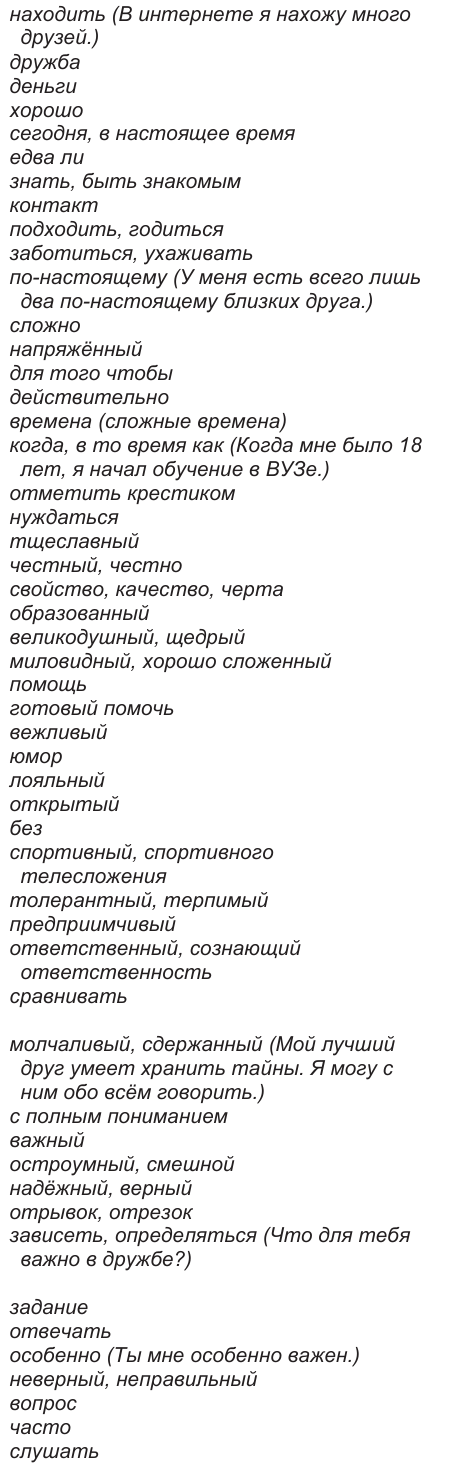 находить (В интернете я нахожу много
друзей.)
дружба
деньги
хорошо
сегодня, в настоящее время
едва ли
знать, быть знакомым
контакт
подходить, годиться
заботиться, ухаживать
по-настоящему (У меня есть всего лишь
два по-настоящему близких друга.)
сложно
напряжённый
для того чтобы
действительно
времена (сложные времена)
когда, в то время как (Когда мне было 18
лет, я начал обучение в ВУЗе.)
отметить крестиком
нуждаться
тщеславный
честный, честно
свойство, качество, черта
образованный
великодушный, щедрый
миловидный, хорошо сложенный
помощь
готовый помочь
вежливый
юмор
лояльный
открытый
без
спортивный, спортивного
телесложения
толерантный, терпимый
предприимчивый
ответственный, сознающий
ответственность
сравнивать
молчаливый, сдержанный (Мой лучший
друг умеет хранить тайны. Я могу с
ним обо всём говорить.)
с полным пониманием
важный
остроумный, смешной
надёжный, верный
отрывок, отрезок
зависеть, определяться (Что для тебя
важно в дружбе?)
задание
отвечать
особенно (Ты мне особенно важен.)
неверный, неправильный
вопрос
часто
слушать